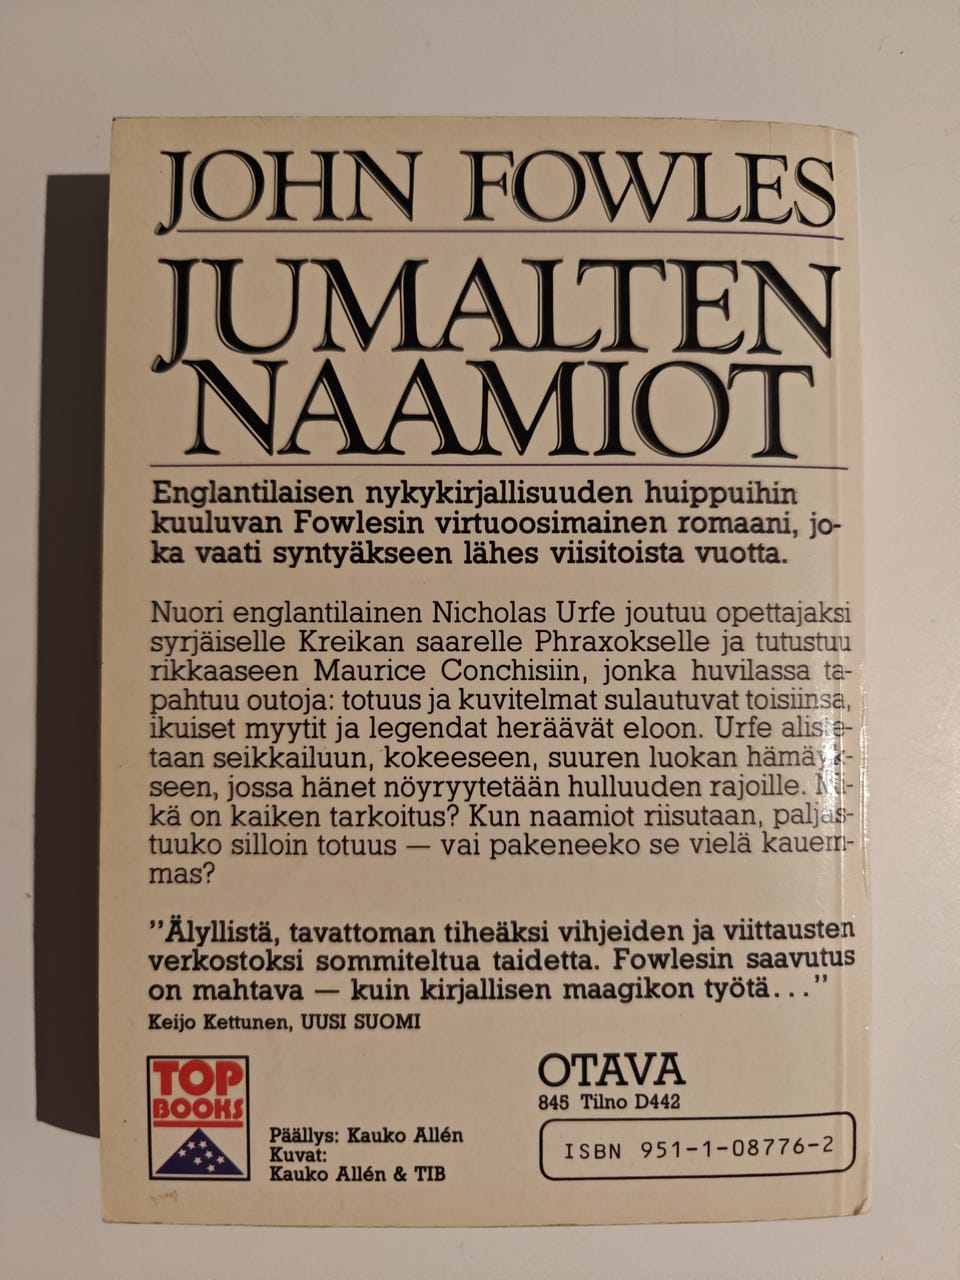 JOHN FOWLES
JUMALTEN
NAAMIOT
Englantilaisen nykykirjallisuuden huippuihin
kuuluvan Fowlesin virtuoosimainen romaani, jo-
ka vaati syntyäkseen lähes viisitoista vuotta.
Nuori englantilainen Nicholas Urfe joutuu opettajaksi
syrjäiselle Kreikan saarelle Phraxokselle ja tutustuu
rikkaaseen Maurice Conchisiin, jonka huvilassa ta-
pahtuu outoja: totuus ja kuvitelmat sulautuvat toisiinsa,
ikuiset myytit ja legendat heräävät eloon. Urfe aliste-
taan seikkailuun, kokeeseen, suuren luokan hämäyk-
seen, jossa hänet nöyryytetään hulluuden rajoille. Mi-
kä on kaiken tarkoitus? Kun naamiot riisutaan, paljas-
tuuko silloin totuus — vai pakeneeko se vielä kauem-
mas?
”Älyllistä, tavattoman tiheäksi vihjeiden ja viittausten
verkostoksi sommiteltua taidetta. Fowlesin saavutus
on mahtava — kuin kirjallisen maagikon työtä...”
Keijo Kettunen, UUSI SUOMI
TOP
BOOKS
Päällys: Kauko Allén
Kuvat:
Kauko Allén & TIB
OTAVA
845 Tilno D442
ISBN 951-1-08776-2